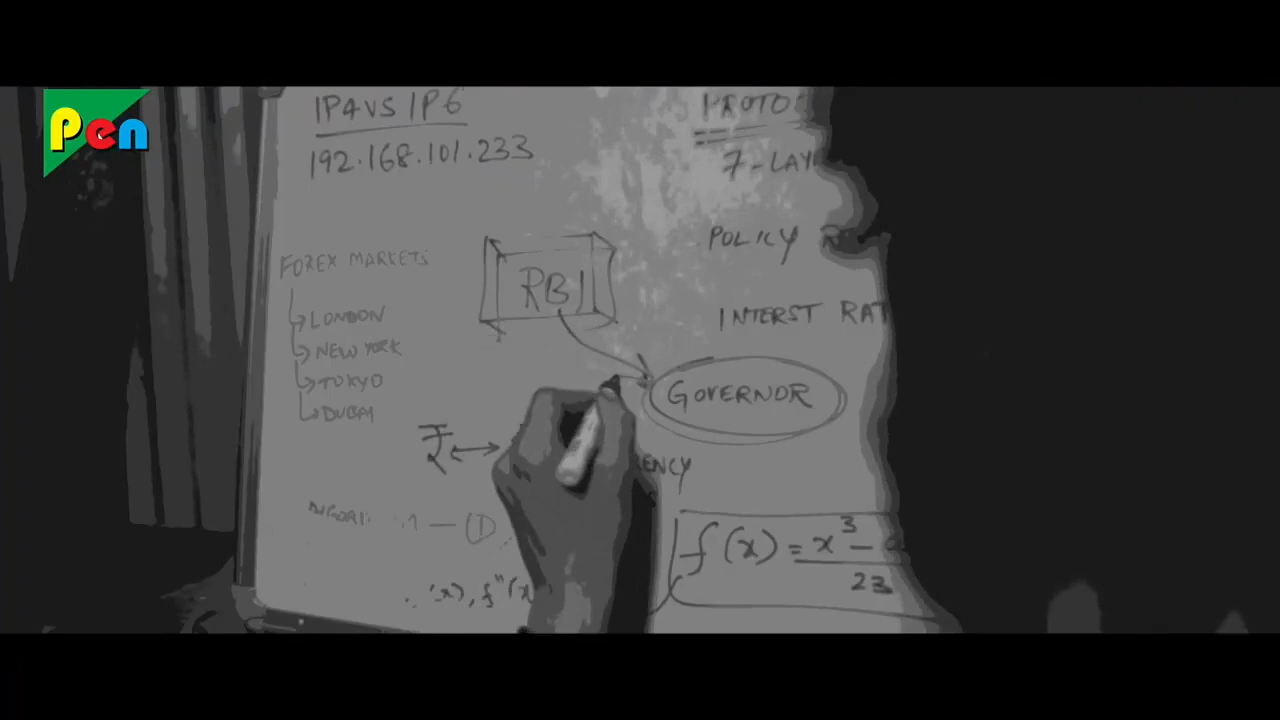 Pen
IP4 VS IP6
192.168.101.233
PROTO
7-LAY
POLICY R
FOREX MARKETS
LONDON
NEW YORK
TOKYO
DUBAI
RBI
INTERST RAT
GOVERNOR
₹
ENCY
1
f(x) = x³ –
23
(x), f"(x